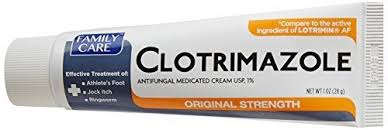 FAMILY
CARE
Effective Treatment of:
Athlete's Foot
Jock Itch
Ringworm
CLOTRIMAZOLE
ANTIFUNGAL MEDICATED CREAM USP, 1%
*Compare to the active
ingredient of LOTRIMIN® AF
NET WT 1 OZ (28 g)
ORIGINAL STRENGTH